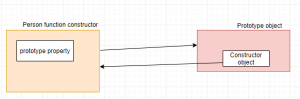 Person function constructor
Prototype object
prototype property
Constructor
object